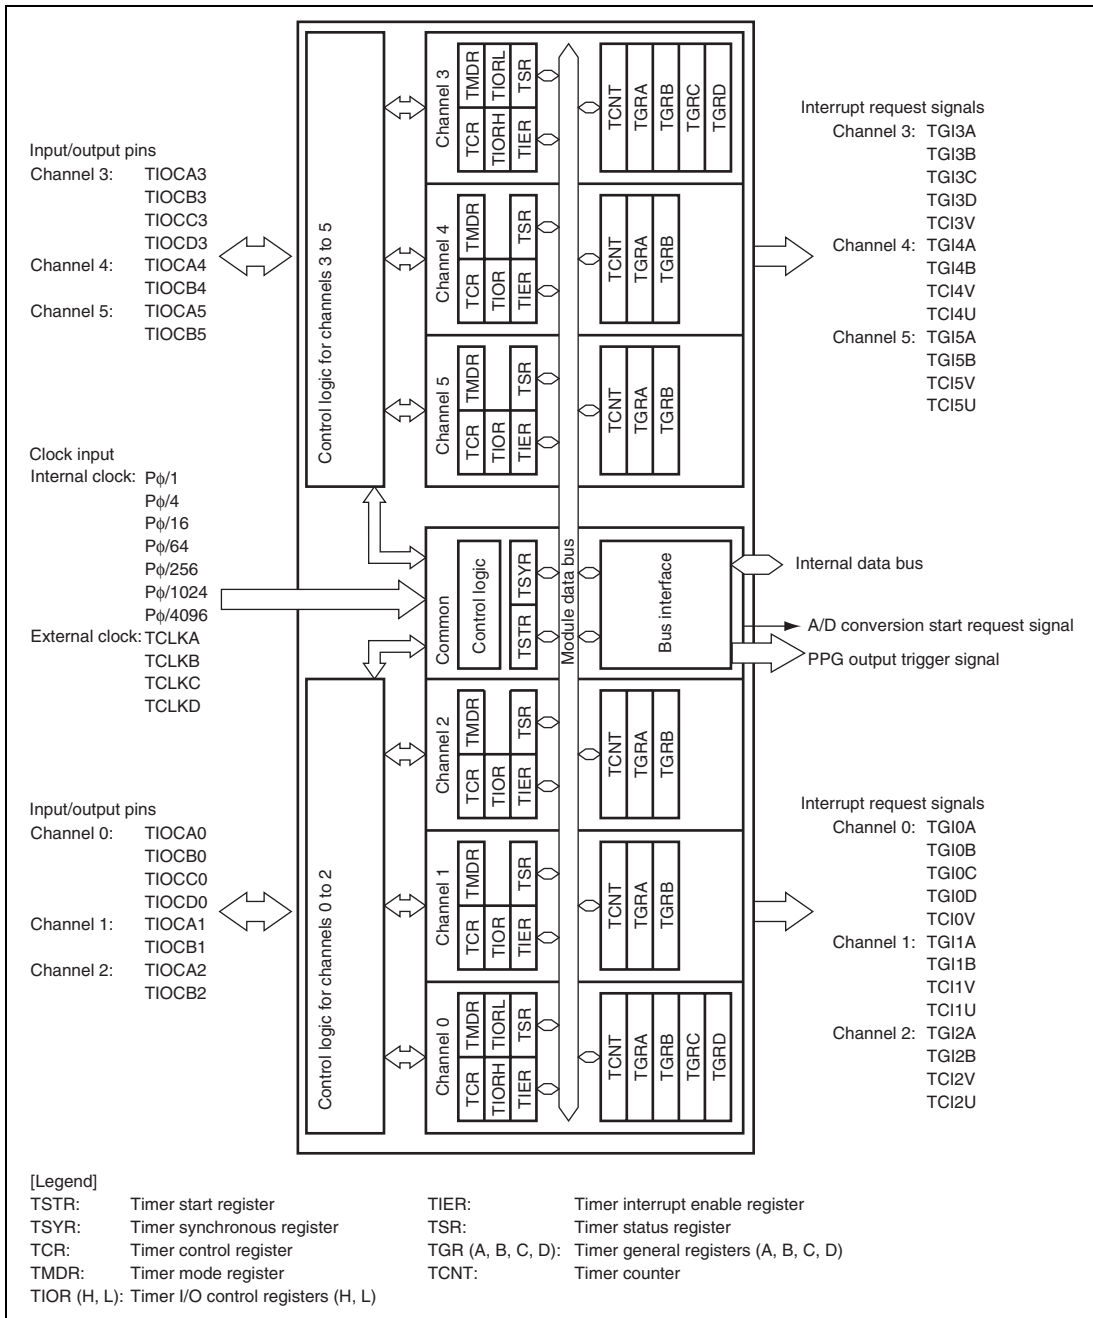 Input/output pins
Channel 3: TIOCA3
TIOCB3
TIOCC3
TIOCD3
Channel 4: TIOCA4
TIOCB4
Channel 5: TIOCA5
TIOCB5
Clock input
Internal clock: Pϕ/1
Pϕ/4
Pϕ/16
Pϕ/64
Pϕ/256
Pϕ/1024
Pϕ/4096
External clock: TCLKA
TCLKB
TCLKC
TCLKD
Input/output pins
Channel 0: TIOCA0
TIOCB0
TIOCC0
TIOCD0
Channel 1: TIOCA1
TIOCB1
Channel 2: TIOCA2
TIOCB2
Control logic for channels 3 to 5
Control logic for channels 0 to 2
Channel 3
TCR TMDR
TIORH TIORL
TIER TSR
TCNT
TGRA
TGRB
TGRC
TGRD
Channel 4
TCR TMDR
TIOR
TIER TSR
TCNT
TGRA
TGRB
Channel 5
TCR TMDR
TIOR
TIER TSR
TCNT
TGRA
TGRB
Common
Control logic
TSTR TSYR
Module data bus
Bus interface
Channel 2
TCR TMDR
TIOR
TIER TSR
TCNT
TGRA
TGRB
Channel 1
TCR TMDR
TIOR
TIER TSR
TCNT
TGRA
TGRB
Channel 0
TCR TMDR
TIORH TIORL
TIER TSR
TCNT
TGRA
TGRB
TGRC
TGRD
Interrupt request signals
Channel 3: TGI3A
TGI3B
TGI3C
TGI3D
TCI3V
Channel 4: TGI4A
TGI4B
TCI4V
TCI4U
Channel 5: TGI5A
TGI5B
TCI5V
TCI5U
Internal data bus
A/D conversion start request signal
PPG output trigger signal
Interrupt request signals
Channel 0: TGI0A
TGI0B
TGI0C
TGI0D
TCI0V
Channel 1: TGI1A
TGI1B
TCI1V
TCI1U
Channel 2: TGI2A
TGI2B
TCI2V
TCI2U
[Legend]
TSTR: Timer start register
TSYR: Timer synchronous register
TCR: Timer control register
TMDR: Timer mode register
TIOR (H, L): Timer I/O control registers (H, L)
TIER: Timer interrupt enable register
TSR: Timer status register
TGR (A, B, C, D): Timer general registers (A, B, C, D)
TCNT: Timer counter